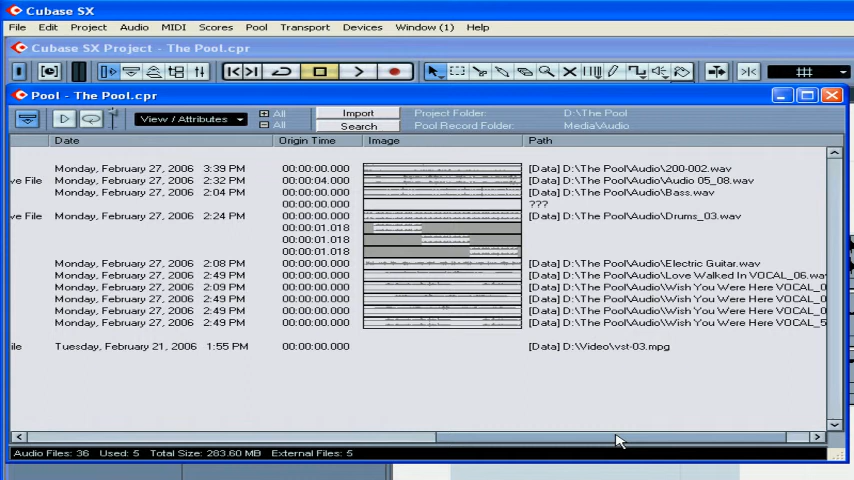 Cubase SX
File Edit Project Audio MIDI Scores Pool Transport Devices Window (1) Help
Cubase SX Project - The Pool.cpr
Pool - The Pool.cpr
View / Attributes
All
All
Import
Search
Project Folder: D:\The Pool
Pool Record Folder: Media\Audio
Date Origin Time Image Path
Monday, February 27, 2006 3:39 PM 00:00:00.000 [Data] D:\The Pool\Audio\200-002.wav
ve File Monday, February 27, 2006 2:32 PM 00:00:04.000 [Data] D:\The Pool\Audio\Audio 05_08.wav
Monday, February 27, 2006 2:04 PM 00:00:00.000 [Data] D:\The Pool\Audio\Bass.wav
00:00:00.000 ???
ve File Monday, February 27, 2006 2:24 PM 00:00:00.000 [Data] D:\The Pool\Audio\Drums_03.wav
00:00:01.018
00:00:01.018
00:00:01.018
Monday, February 27, 2006 2:08 PM 00:00:00.000 [Data] D:\The Pool\Audio\Electric Guitar.wav
Monday, February 27, 2006 2:49 PM 00:00:00.000 [Data] D:\The Pool\Audio\Love Walked In VOCAL_06.wav
Monday, February 27, 2006 2:09 PM 00:00:00.000 [Data] D:\The Pool\Audio\Wish You Were Here VOCAL_0
Monday, February 27, 2006 2:49 PM 00:00:00.000 [Data] D:\The Pool\Audio\Wish You Were Here VOCAL_0
Monday, February 27, 2006 2:49 PM 00:00:00.000 [Data] D:\The Pool\Audio\Wish You Were Here VOCAL_0
Monday, February 27, 2006 2:49 PM 00:00:00.000 [Data] D:\The Pool\Audio\Wish You Were Here VOCAL_5
ile Tuesday, February 21, 2006 1:55 PM 00:00:00.000 [Data] D:\Video\vst-03.mpg
Audio Files: 36 Used: 5 Total Size: 283.60 MB External Files: 5